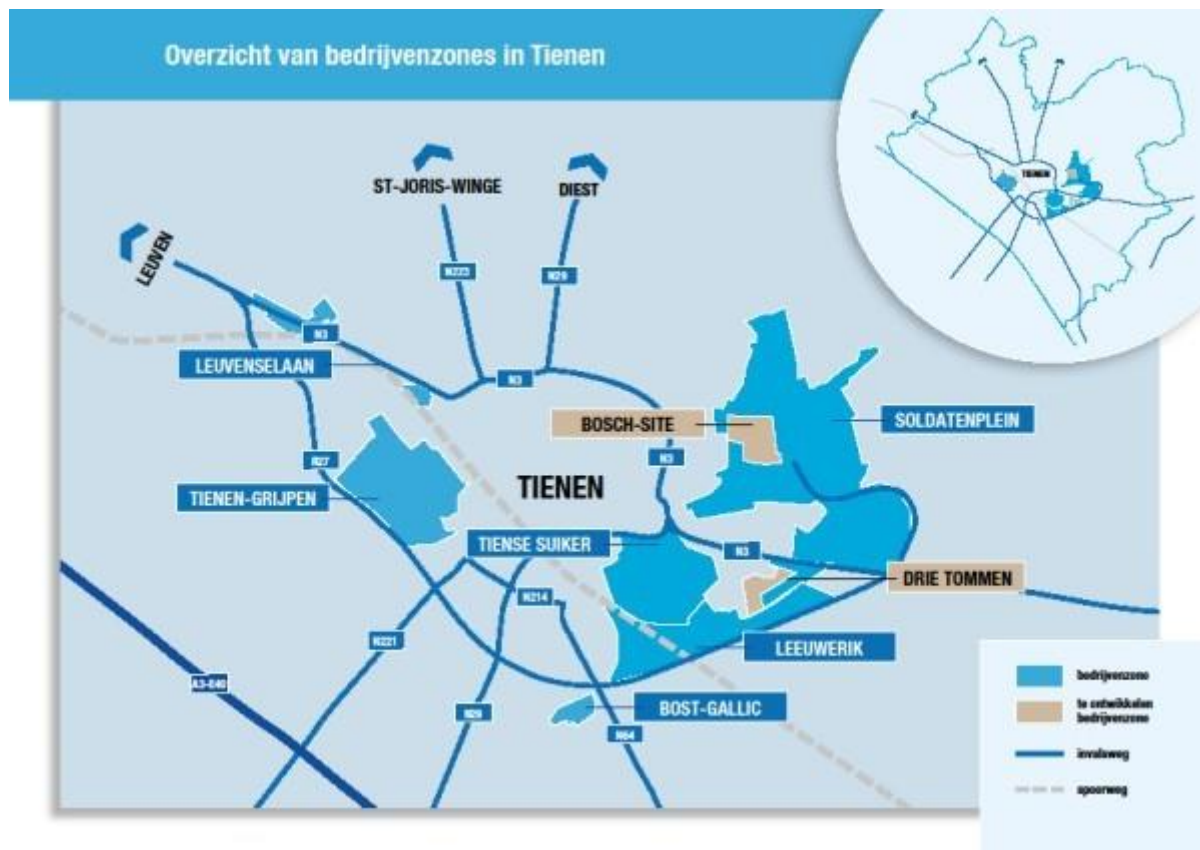 Overzicht van bedrijvenzones in Tienen
TIENEN
ST-JORIS-WINGE
DIEST
LEUVEN
N223
N29
N3
LEUVENSELAAN
N3
BOSCH-SITE
SOLDATENPLEIN
N3
N27
TIENEN-GRIJPEN
TIENEN
TIENSE SUIKER
N3
DRIE TOMMEN
N214
N221
LEEUWERIK
A3-E40
BOST-GALLIC
N29
N64
bedrijvenzone
te ontwikkelen
bedrijvenzone
invalsweg
spoorweg